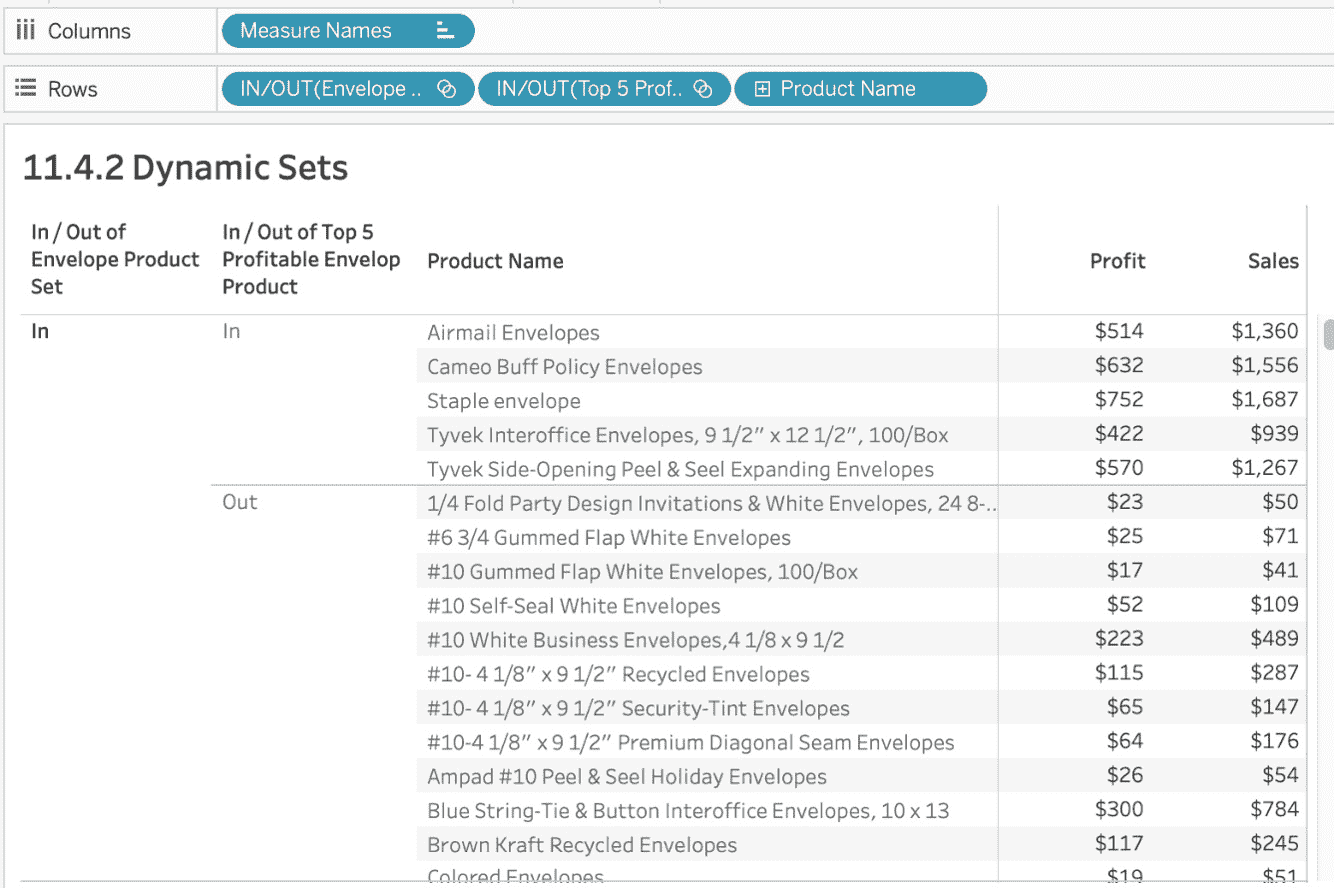 Columns Measure Names
Rows IN/OUT(Envelope .. IN/OUT(Top 5 Prof.. Product Name
11.4.2 Dynamic Sets
In / Out of
Envelope Product
Set
In / Out of Top 5
Profitable Envelop
Product
Product Name Profit Sales
In In Airmail Envelopes $514 $1,360
Cameo Buff Policy Envelopes $632 $1,556
Staple envelope $752 $1,687
Tyvek Interoffice Envelopes, 9 1/2” x 12 1/2”, 100/Box $422 $939
Tyvek Side-Opening Peel & Seel Expanding Envelopes $570 $1,267
Out 1/4 Fold Party Design Invitations & White Envelopes, 24 8-.. $23 $50
#6 3/4 Gummed Flap White Envelopes $25 $71
#10 Gummed Flap White Envelopes, 100/Box $17 $41
#10 Self-Seal White Envelopes $52 $109
#10 White Business Envelopes,4 1/8 x 9 1/2 $223 $489
#10- 4 1/8” x 9 1/2” Recycled Envelopes $115 $287
#10- 4 1/8” x 9 1/2” Security-Tint Envelopes $65 $147
#10-4 1/8” x 9 1/2” Premium Diagonal Seam Envelopes $64 $176
Ampad #10 Peel & Seel Holiday Envelopes $26 $54
Blue String-Tie & Button Interoffice Envelopes, 10 x 13 $300 $784
Brown Kraft Recycled Envelopes $117 $245
Colored Envelopes $19 $51